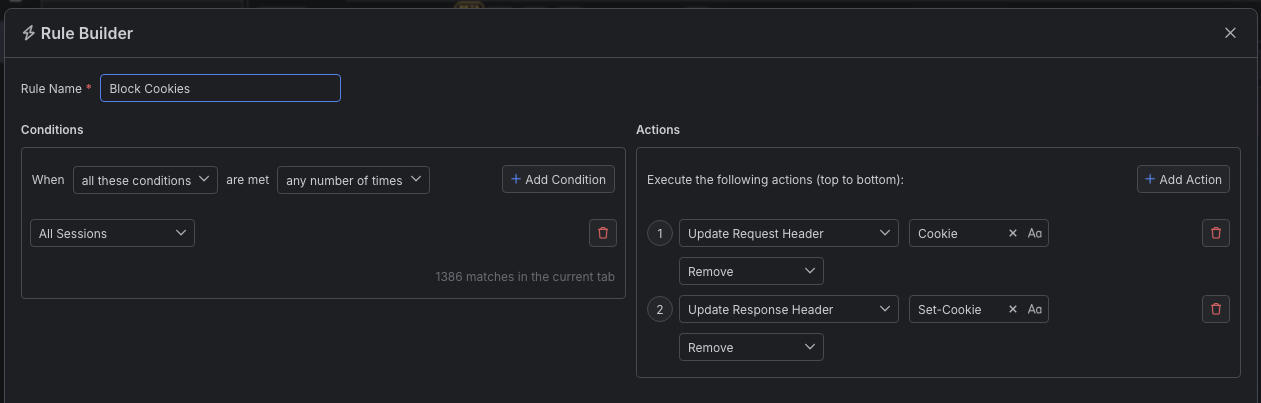 Rule Builder
Rule Name * Block Cookies
Conditions
When all these conditions are met any number of times + Add Condition
All Sessions
1386 matches in the current tab
Actions
Execute the following actions (top to bottom): + Add Action
1 Update Request Header Cookie × Aa
Remove
2 Update Response Header Set-Cookie × Aa
Remove